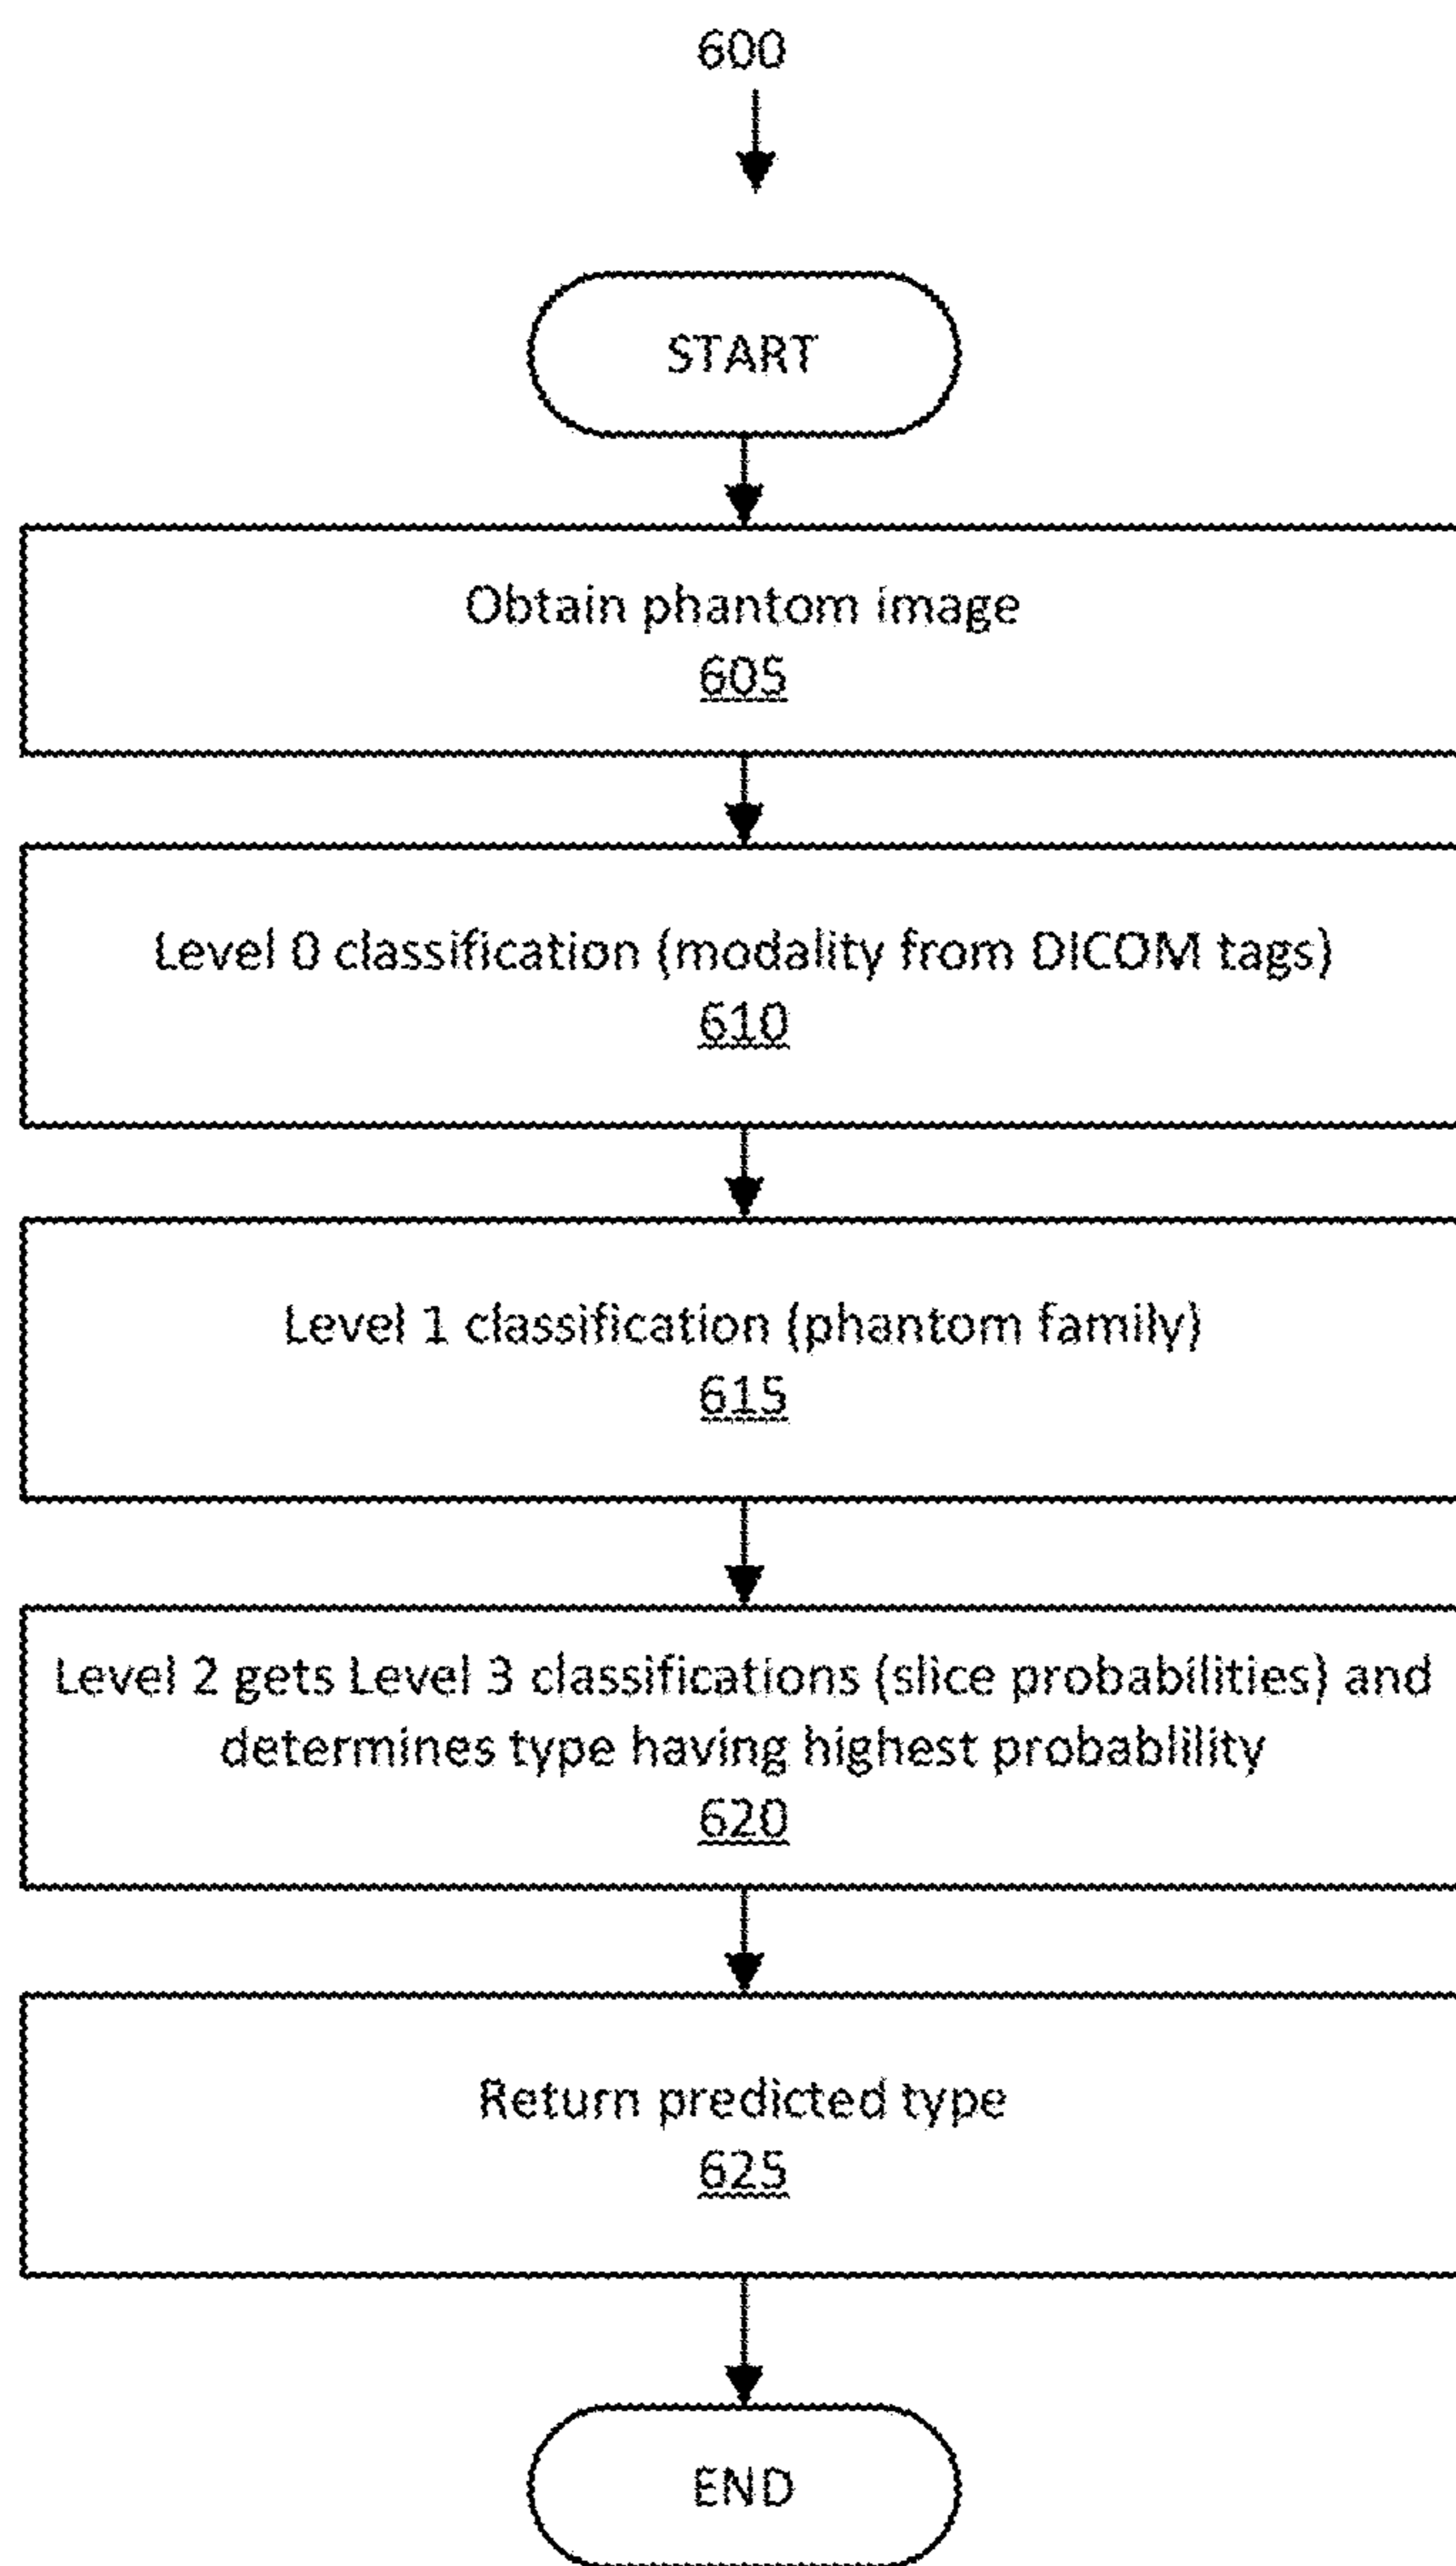 600
START
Obtain phantom image
605
Level 0 classification (modality from DICOM tags)
610
Level 1 classification (phantom family)
615
Level 2 gets Level 3 classifications (slice probabilities) and
determines type having highest probablility
620
Return predicted type
625
END